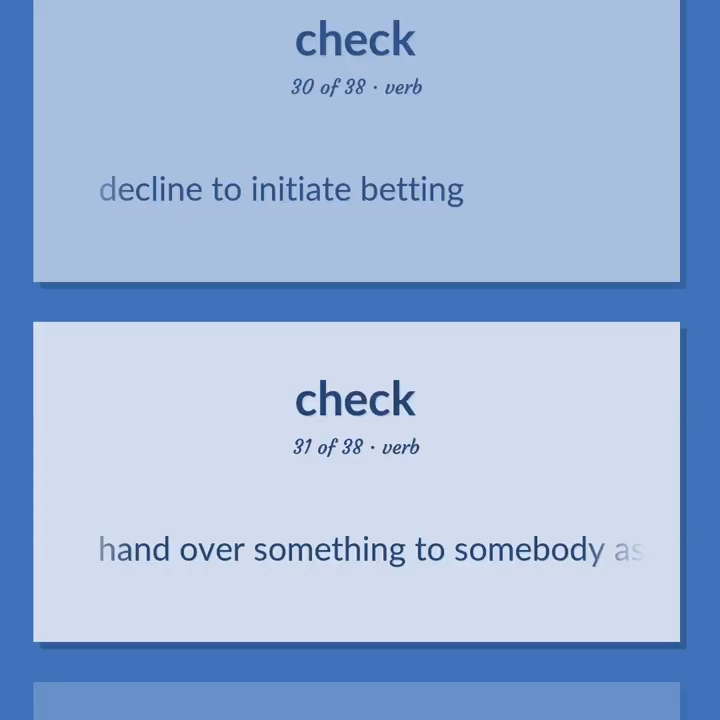 check
30 of 38 · verb
decline to initiate betting
check
31 of 38 · verb
hand over something to somebody as